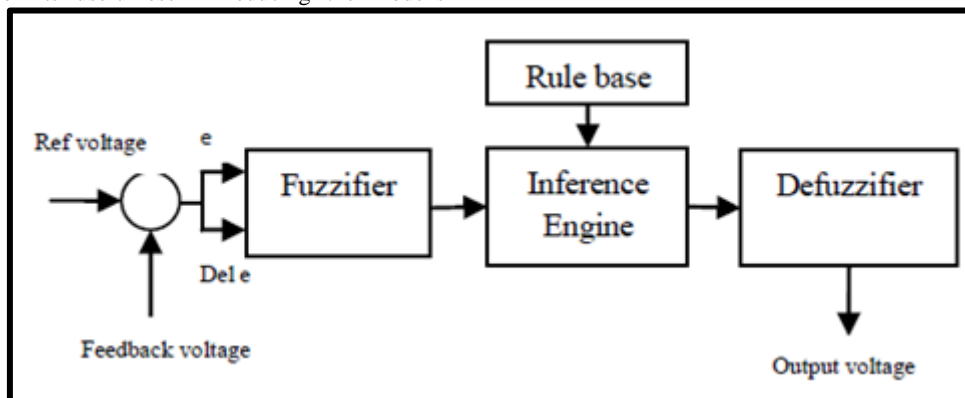 Rule base
Ref voltage
e
Fuzzifier
Inference
Engine
Defuzzifier
Del e
Feedback voltage
Output voltage